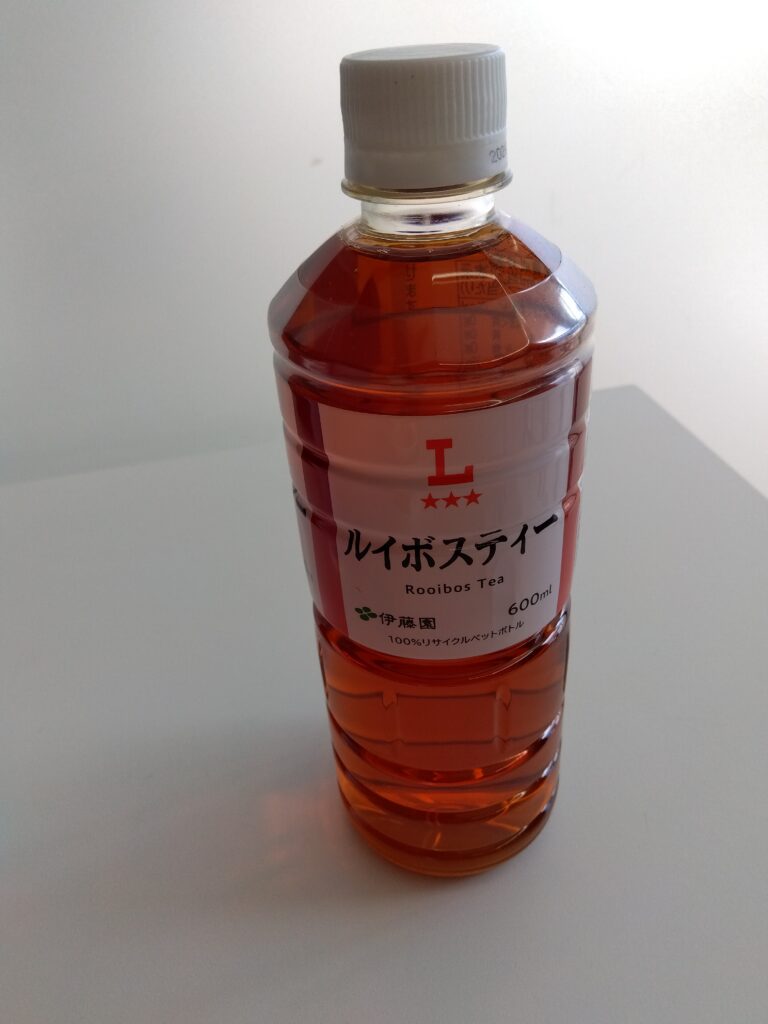 L
★★★
ルイボスティー
Rooibos Tea
伊藤園
600ml
100%リサイクルペットボトル